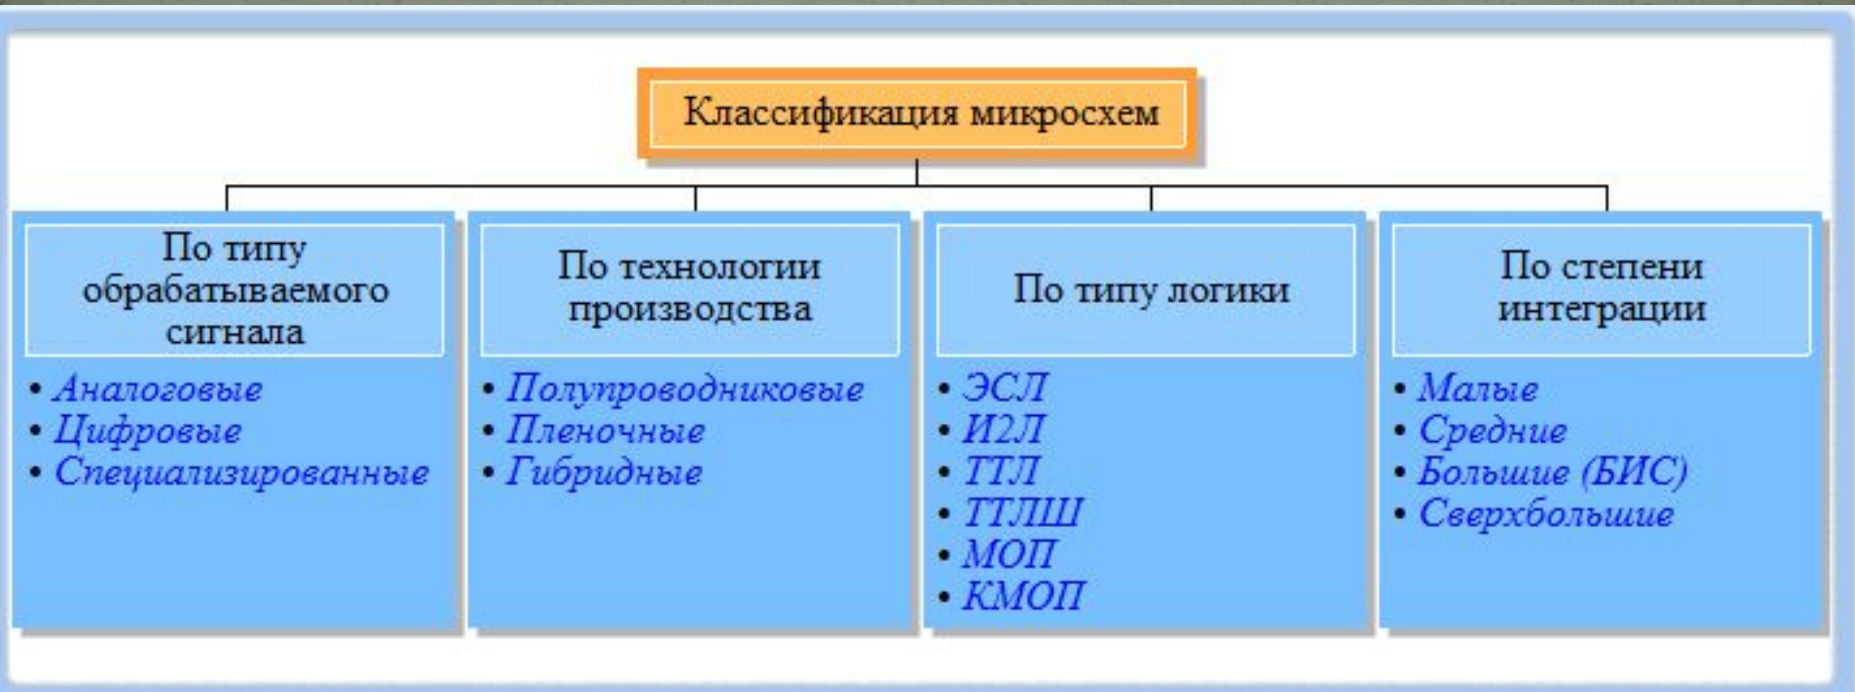 Классификация микросхем
По типу
обрабатываемого
сигнала
• Аналоговые
• Цифровые
• Специализированные
По технологии
производства
• Полупроводниковые
• Пленочные
• Гибридные
По типу логики
• ЭСЛ
• И2Л
• ТТЛ
• ТТЛШ
• МОП
• КМОП
По степени
интеграции
• Малые
• Средние
• Большие (БИС)
• Сверхбольшие